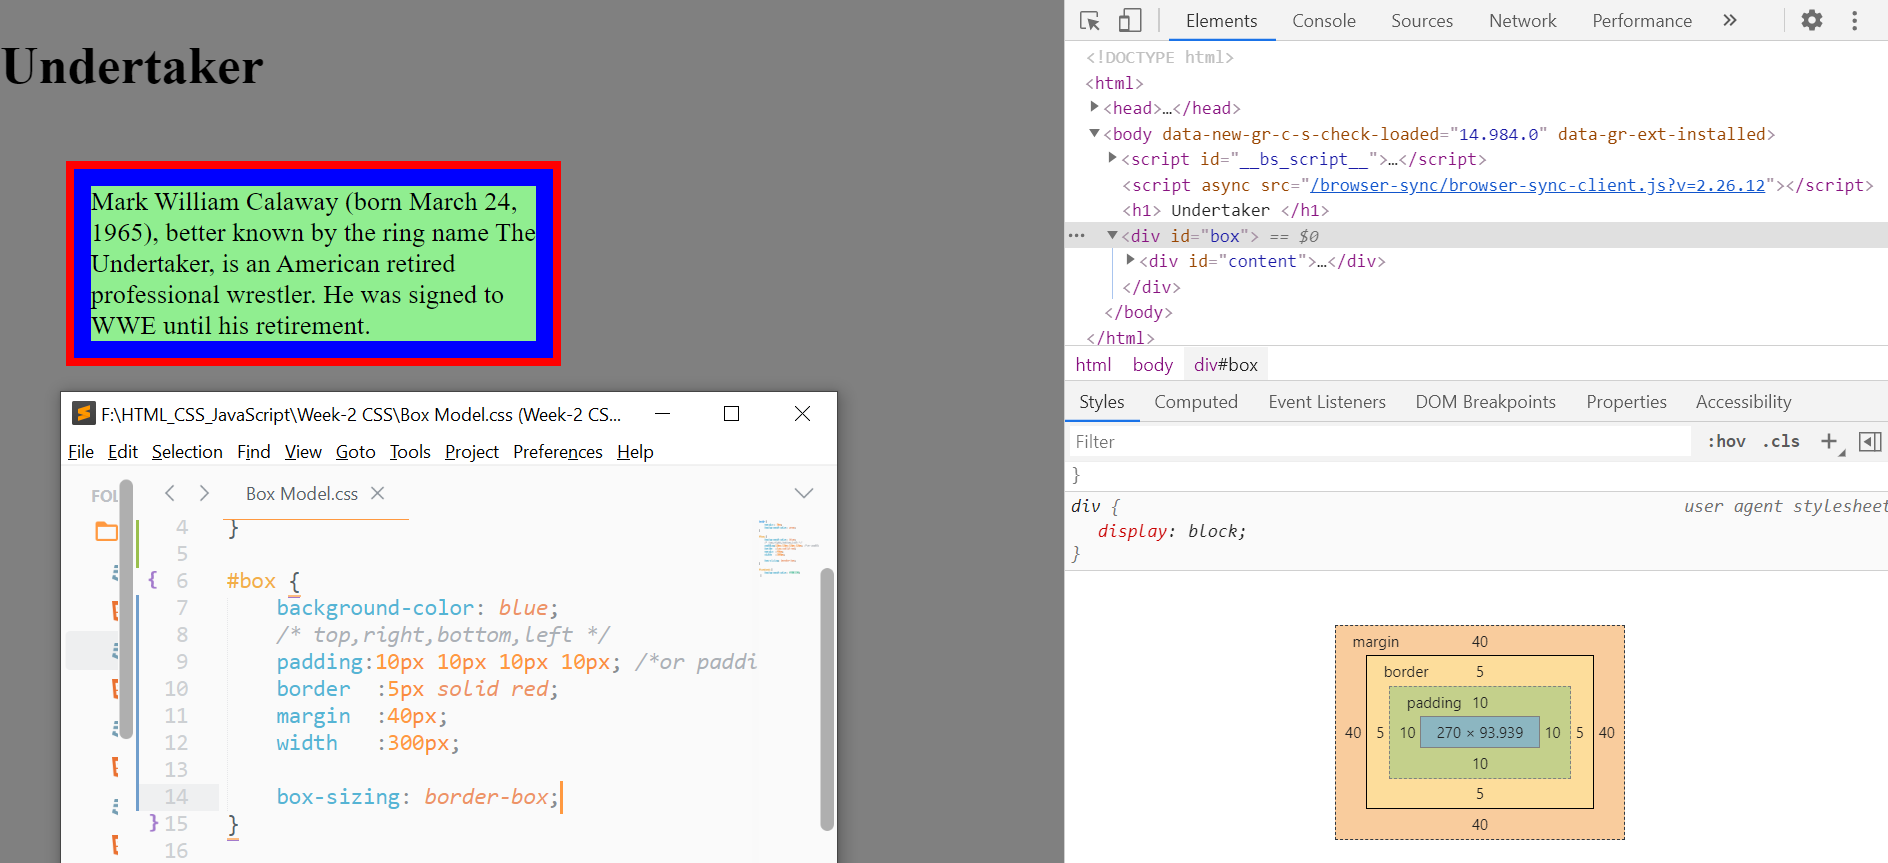 Undertaker
Mark William Calaway (born March 24,
1965), better known by the ring name The
Undertaker, is an American retired
professional wrestler. He was signed to
WWE until his retirement.
F:\HTML_CSS_JavaScript\Week-2 CSS\Box Model.css (Week-2 CS...
File Edit Selection Find View Goto Tools Project Preferences Help
FOL
Box Model.css
4 }
5
6 #box {
7 background-color: blue;
8 /* top,right,bottom,left */
9 padding:10px 10px 10px 10px; /*or paddi
10 border :5px solid red;
11 margin :40px;
12 width :300px;
13
14 box-sizing: border-box;
15 }
16
Elements Console Sources Network Performance »
<!DOCTYPE html>
<html>
<head>…</head>
<body data-new-gr-c-s-check-loaded="14.984.0" data-gr-ext-installed>
<script id="__bs_script__">…</script>
<script async src="/browser-sync/browser-sync-client.js?v=2.26.12"></script>
<h1> Undertaker </h1>
<div id="box"> == $0
<div id="content">…</div>
</div>
</body>
</html>
html body div#box
Styles Computed Event Listeners DOM Breakpoints Properties Accessibility
Filter :hov .cls +
}
div { user agent stylesheet
display: block;
}
margin 40
border 5
padding 10
40 5 10 270 × 93.939 10 5 40
10
5
40